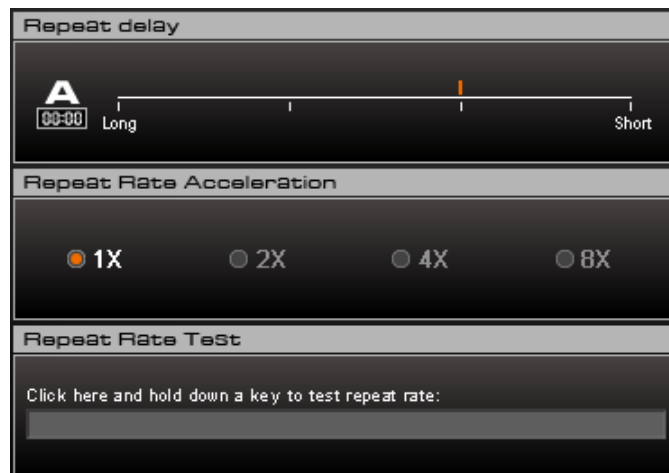 Repeat delay
A
00:00
Long
Short
Repeat Rate Acceleration
1X 2X 4X 8X
Repeat Rate Test
Click here and hold down a key to test repeat rate: